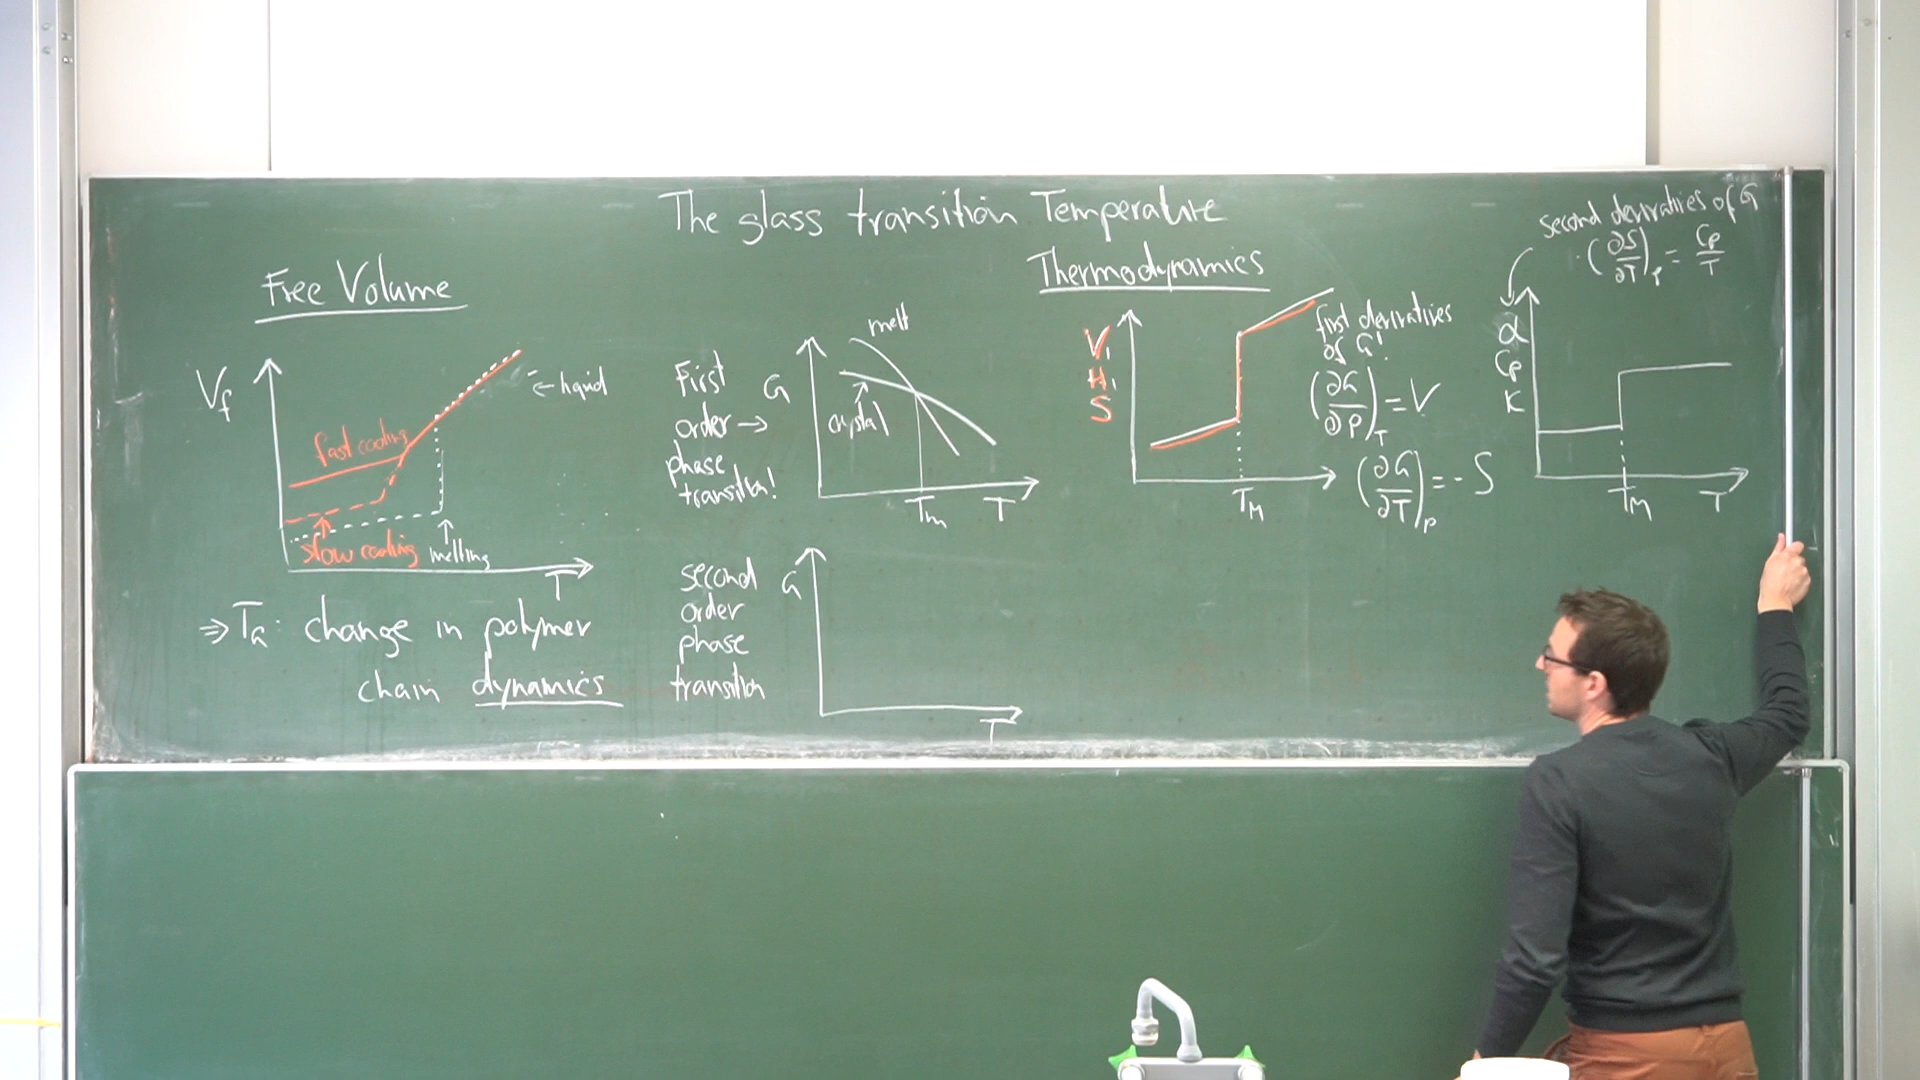 The glass transition Temperature
Free Volume
V_f
fast cooling
slow cooling
melting
← liquid
T
⇒ T_G: change in polymer
chain dynamics
First
order →
phase
transition!
G
melt
crystal
T_m
T
second
order
phase
transition
G
T
Thermodynamics
V,
H,
S
T_M
first derivatives
of G!
(∂G/∂P)_T = V
(∂G/∂T)_P = - S
second derivatives of G
(∂S/∂T)_P = C_P/T
α
C_P
K
T_M
T